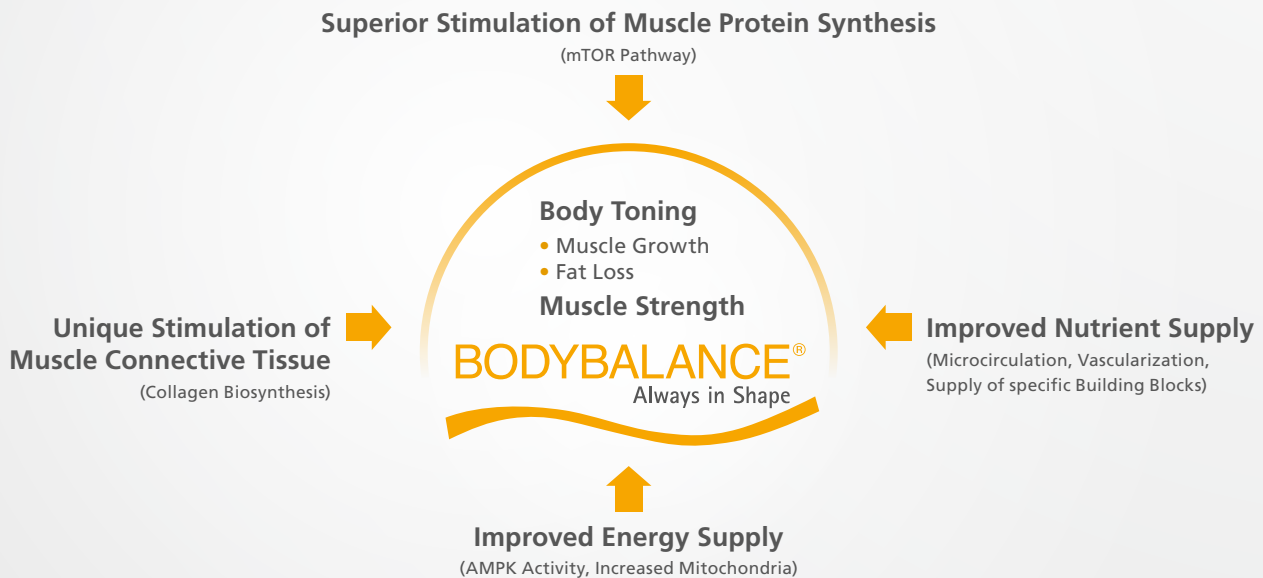 Superior Stimulation of Muscle Protein Synthesis
(mTOR Pathway)
Body Toning
• Muscle Growth
• Fat Loss
Muscle Strength
BODYBALANCE®
Always in Shape
Unique Stimulation of
Muscle Connective Tissue
(Collagen Biosynthesis)
Improved Nutrient Supply
(Microcirculation, Vascularization,
Supply of specific Building Blocks)
Improved Energy Supply
(AMPK Activity, Increased Mitochondria)